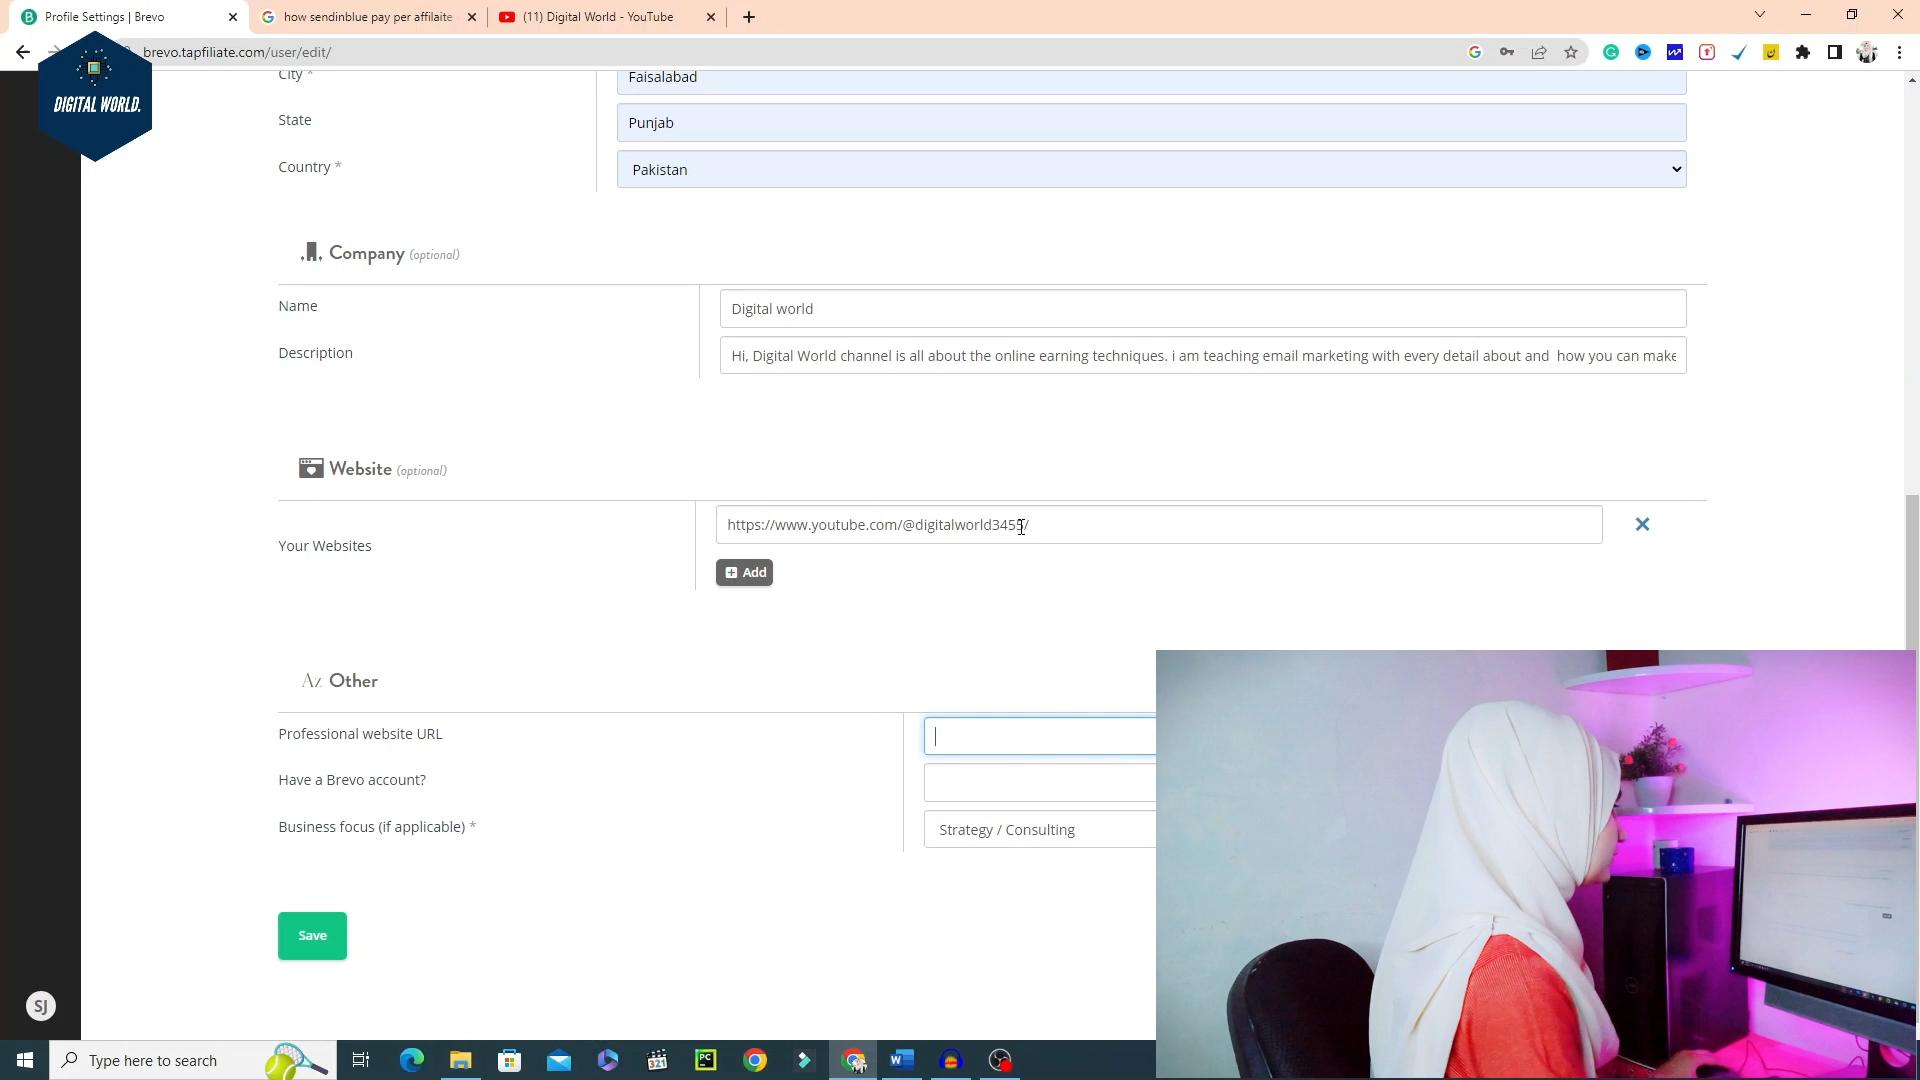 Profile Settings | Brevo
how sendinblue pay per affilaite
(11) Digital World - YouTube
brevo.tapfiliate.com/user/edit/
DIGITAL WORLD.
City *
Faisalabad
State
Punjab
Country *
Pakistan
Company (optional)
Name
Digital world
Description
Hi, Digital World channel is all about the online earning techniques. i am teaching email marketing with every detail about and how you can make
Website (optional)
Your Websites
https://www.youtube.com/@digitalworld3455/
Add
Az Other
Professional website URL
Have a Brevo account?
Business focus (if applicable) *
Strategy / Consulting
Save
SJ
Type here to search